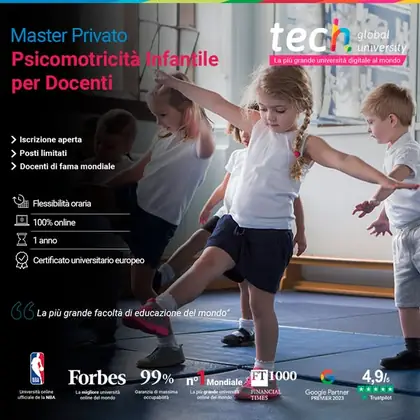 Master Privato
Psicomotricità Infantile
per Docenti
tech global
university
La più grande università digitale al mondo
Iscrizione aperta
Posti limitati
Docenti di fama mondiale
Flessibilità oraria
100% online
1 anno
Certificato universitario europeo
"La più grande facoltà di educazione del mondo"
NBA
Università online
ufficiale de la NBA
Forbes
La migliore università
online del mondo
99%
Garanzia di massima
occupabilità
nº1 Mondiale
La più grande università
online del mondo
FT1000
FINANCIAL
TIMES
Google Partner
PREMIER 2023
4,9/5
Trustpilot